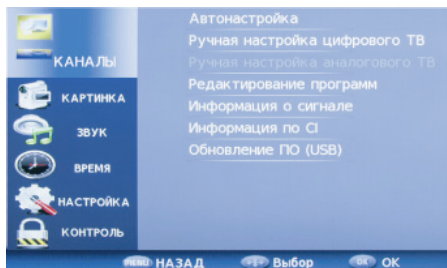 КАНАЛЫ
КАРТИНКА
ЗВУК
ВРЕМЯ
НАСТРОЙКА
КОНТРОЛЬ
Автонастройка
Ручная настройка цифрового ТВ
Ручная настройка аналогового ТВ
Редактирование программ
Информация о сигнале
Информация по CI
Обновление ПО (USB)
MENU НАЗАД Выбор OK OK